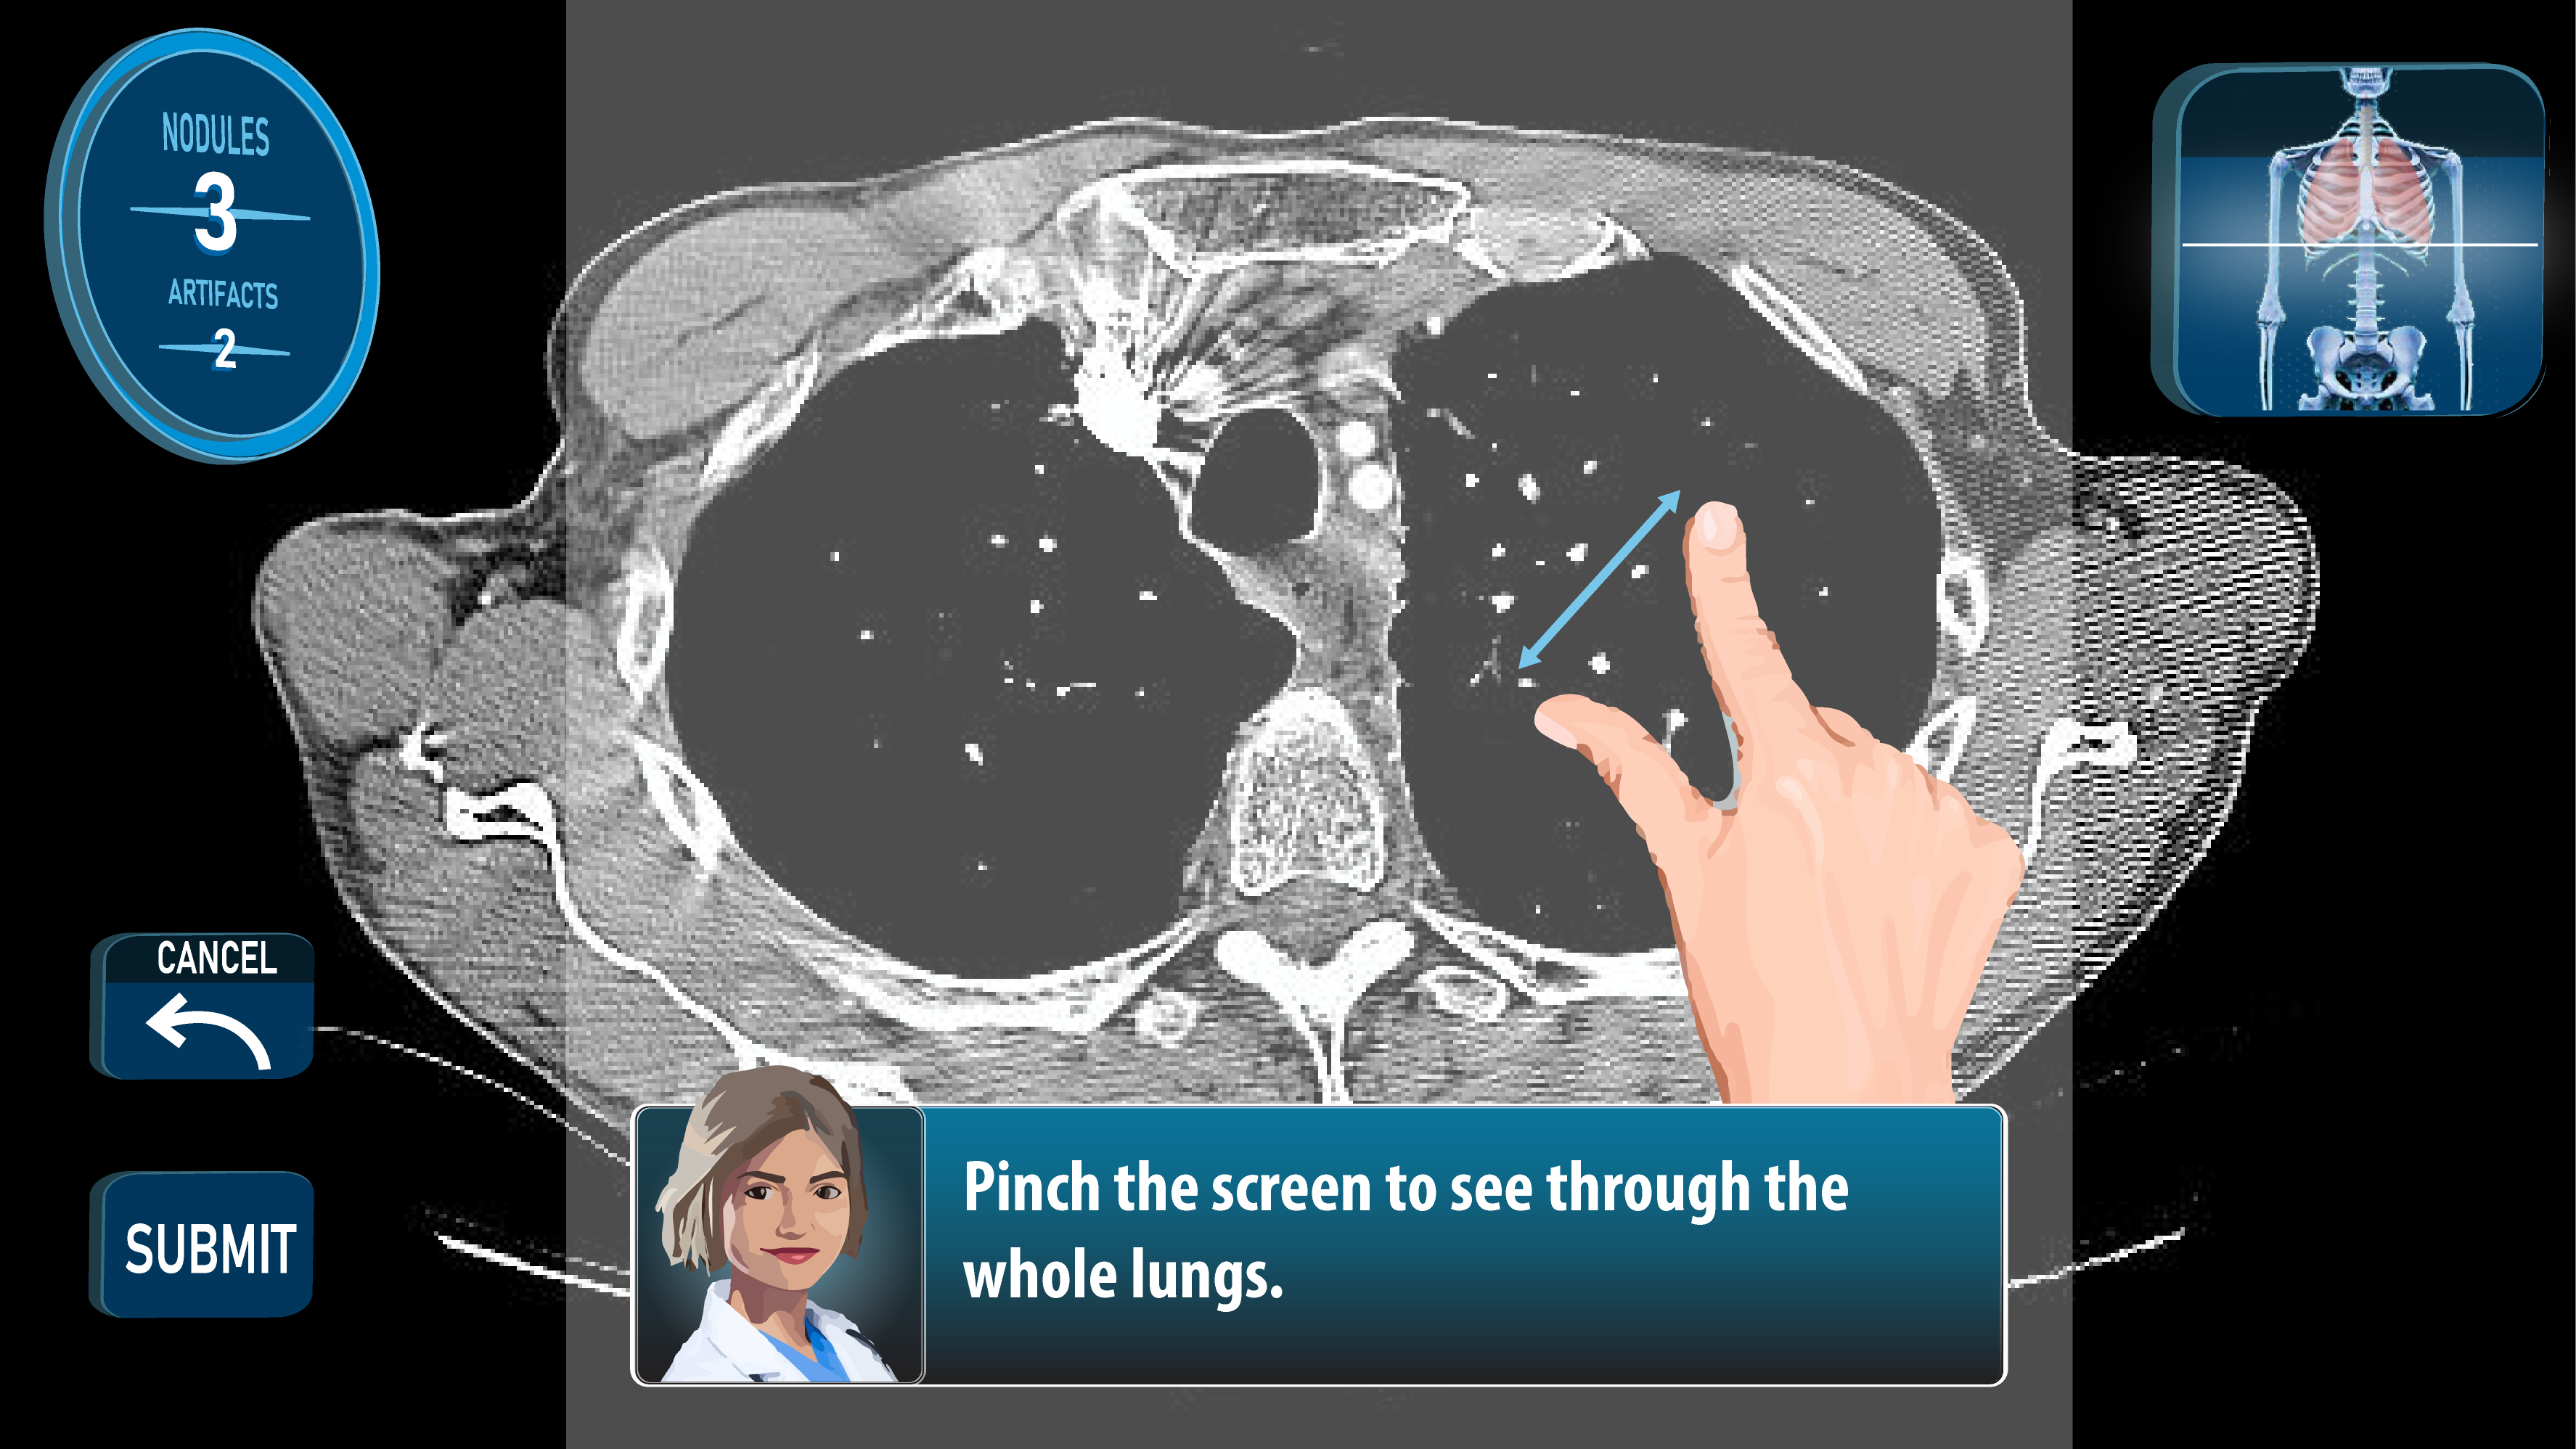 NODULES
3
ARTIFACTS
2
CANCEL
SUBMIT
Pinch the screen to see through the
whole lungs.